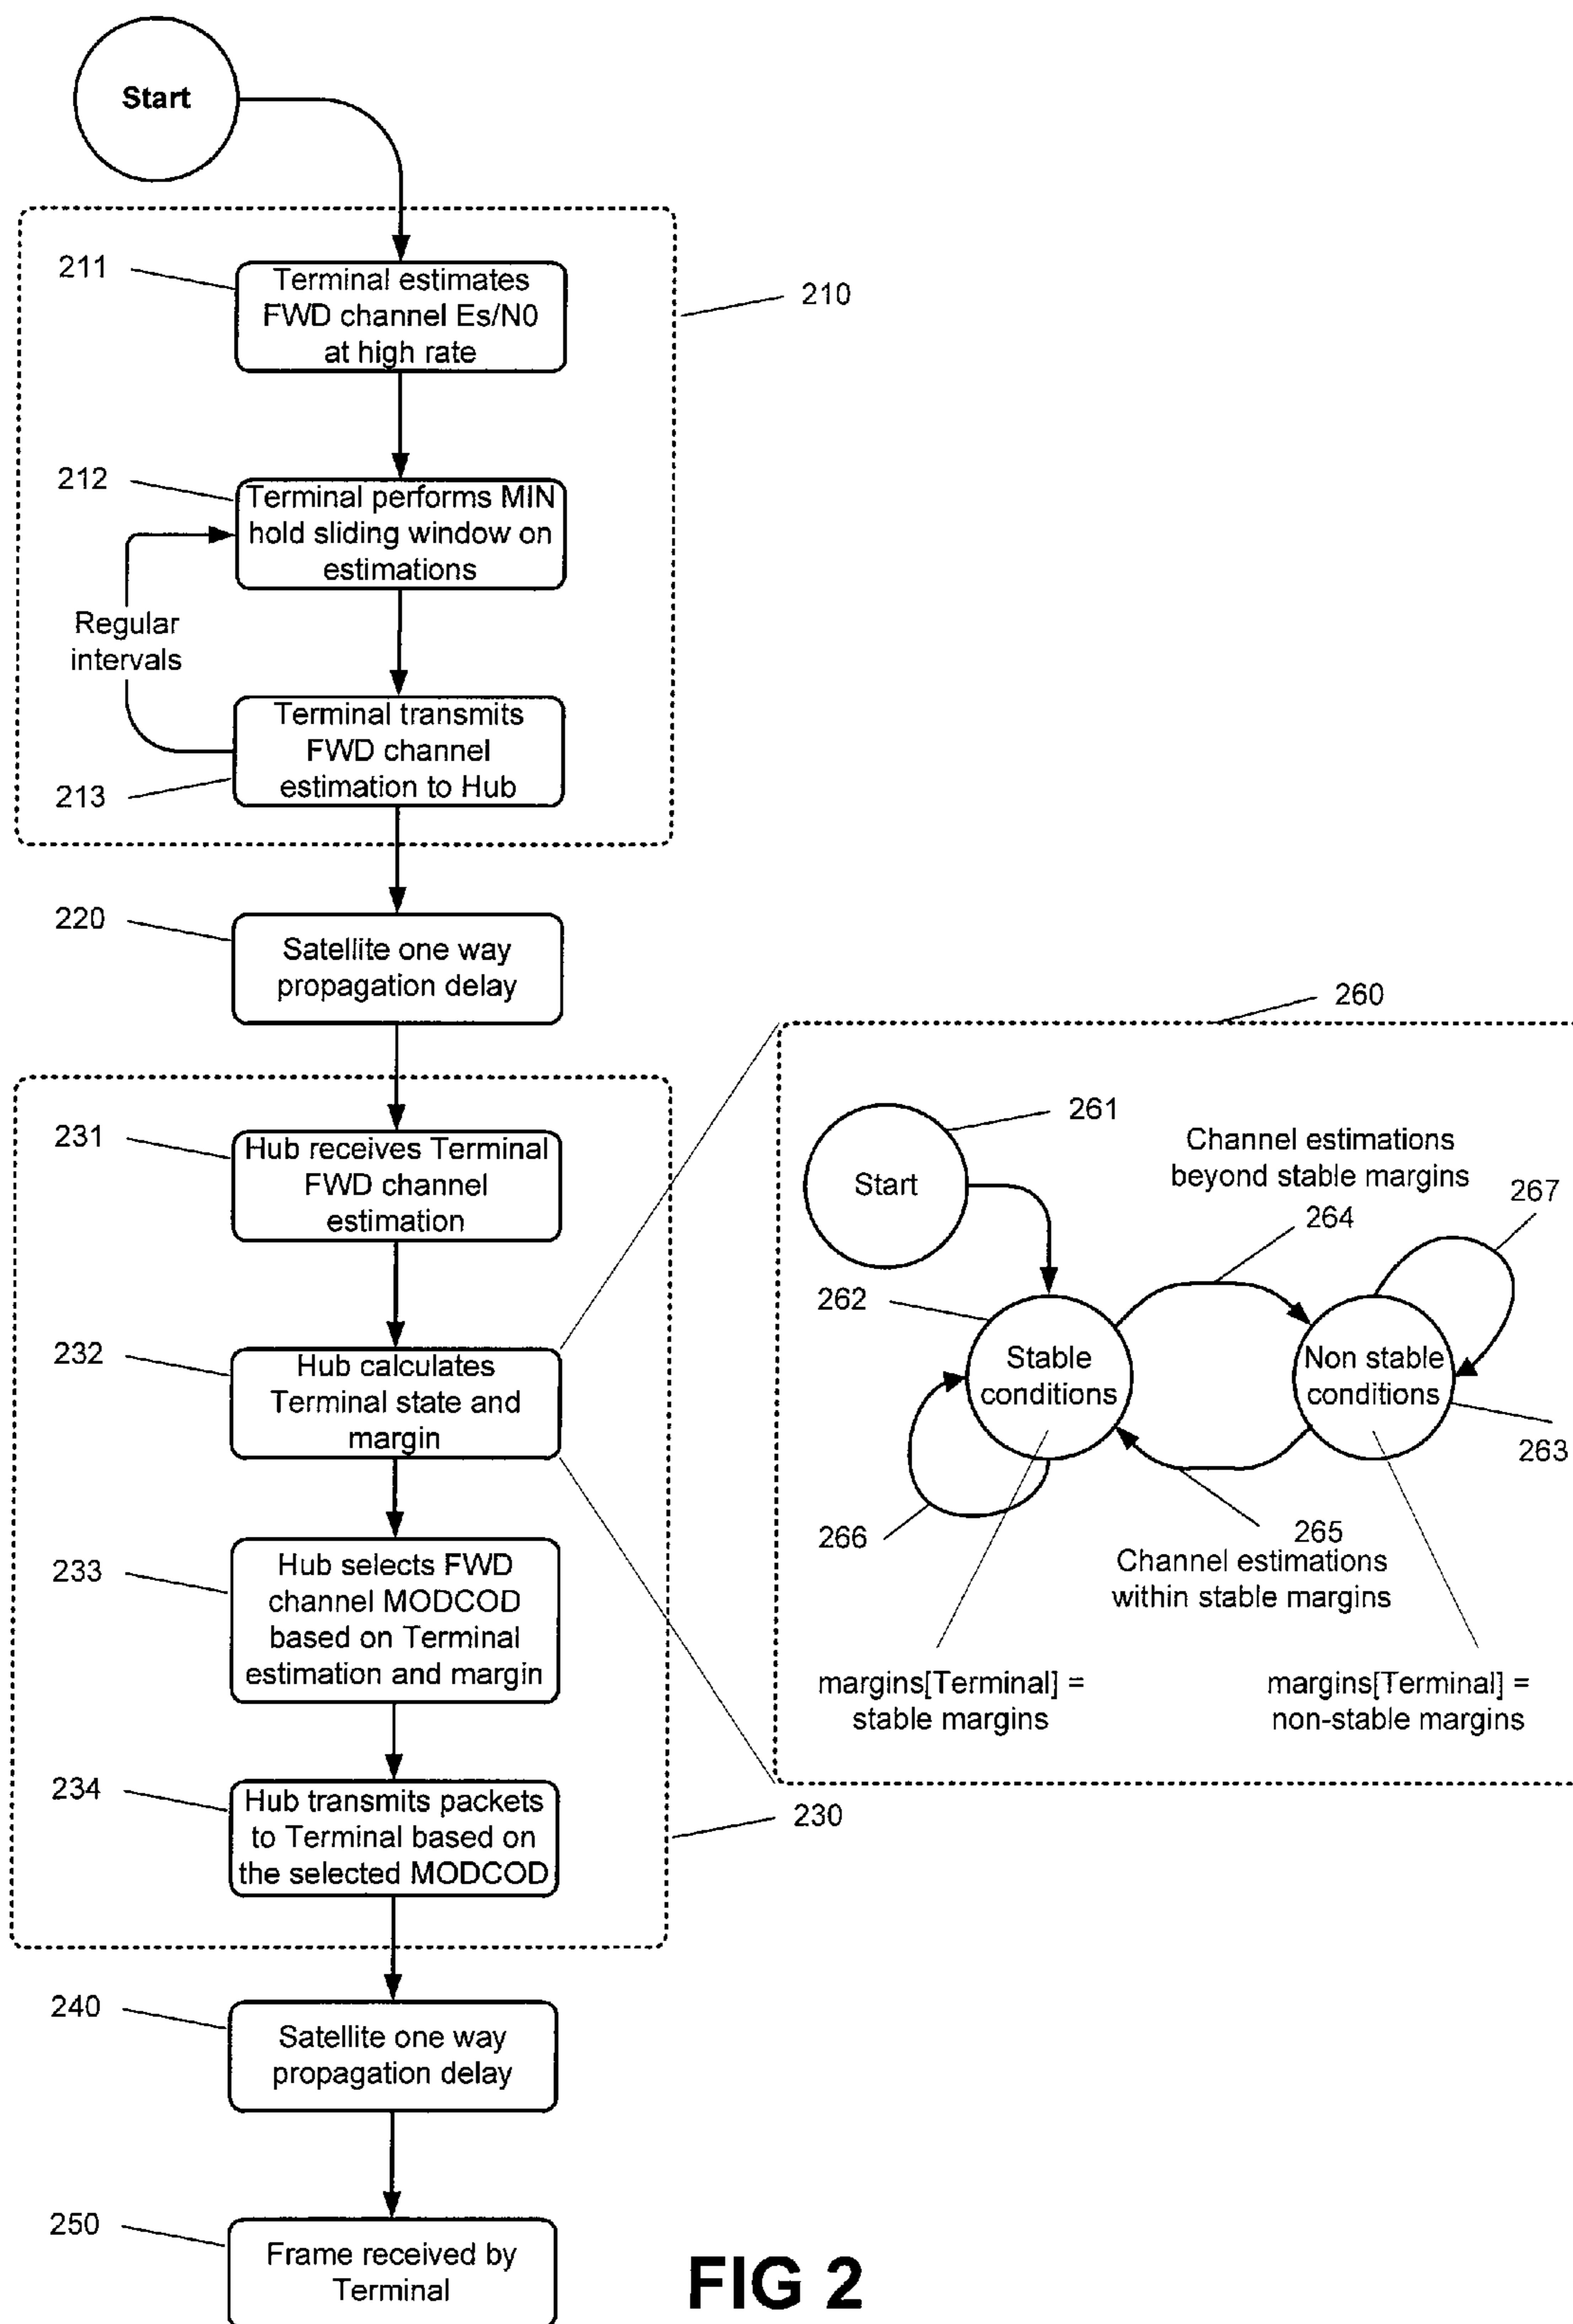 Start
211
Terminal estimates
FWD channel Es/N0
at high rate
210
212
Terminal performs MIN
hold sliding window on
estimations
Regular
intervals
Terminal transmits
FWD channel
estimation to Hub
213
220
Satellite one way
propagation delay
260
231
Hub receives Terminal
FWD channel
estimation
261
Start
Channel estimations
beyond stable margins
264
267
262
Stable
conditions
Non stable
conditions
263
232
Hub calculates
Terminal state and
margin
266
265
Channel estimations
within stable margins
233
Hub selects FWD
channel MODCOD
based on Terminal
estimation and margin
margins[Terminal] =
stable margins
margins[Terminal] =
non-stable margins
234
Hub transmits packets
to Terminal based on
the selected MODCOD
230
240
Satellite one way
propagation delay
250
Frame received by
Terminal
FIG 2